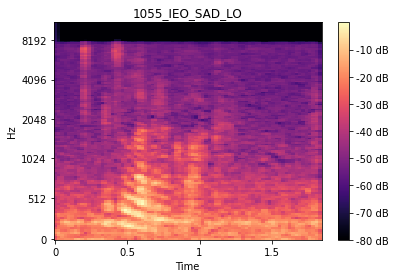 1055_IEO_SAD_LO
8192
4096
2048
1024
512
0
Hz
0
0.5
1
1.5
Time
-10 dB
-20 dB
-30 dB
-40 dB
-50 dB
-60 dB
-70 dB
-80 dB